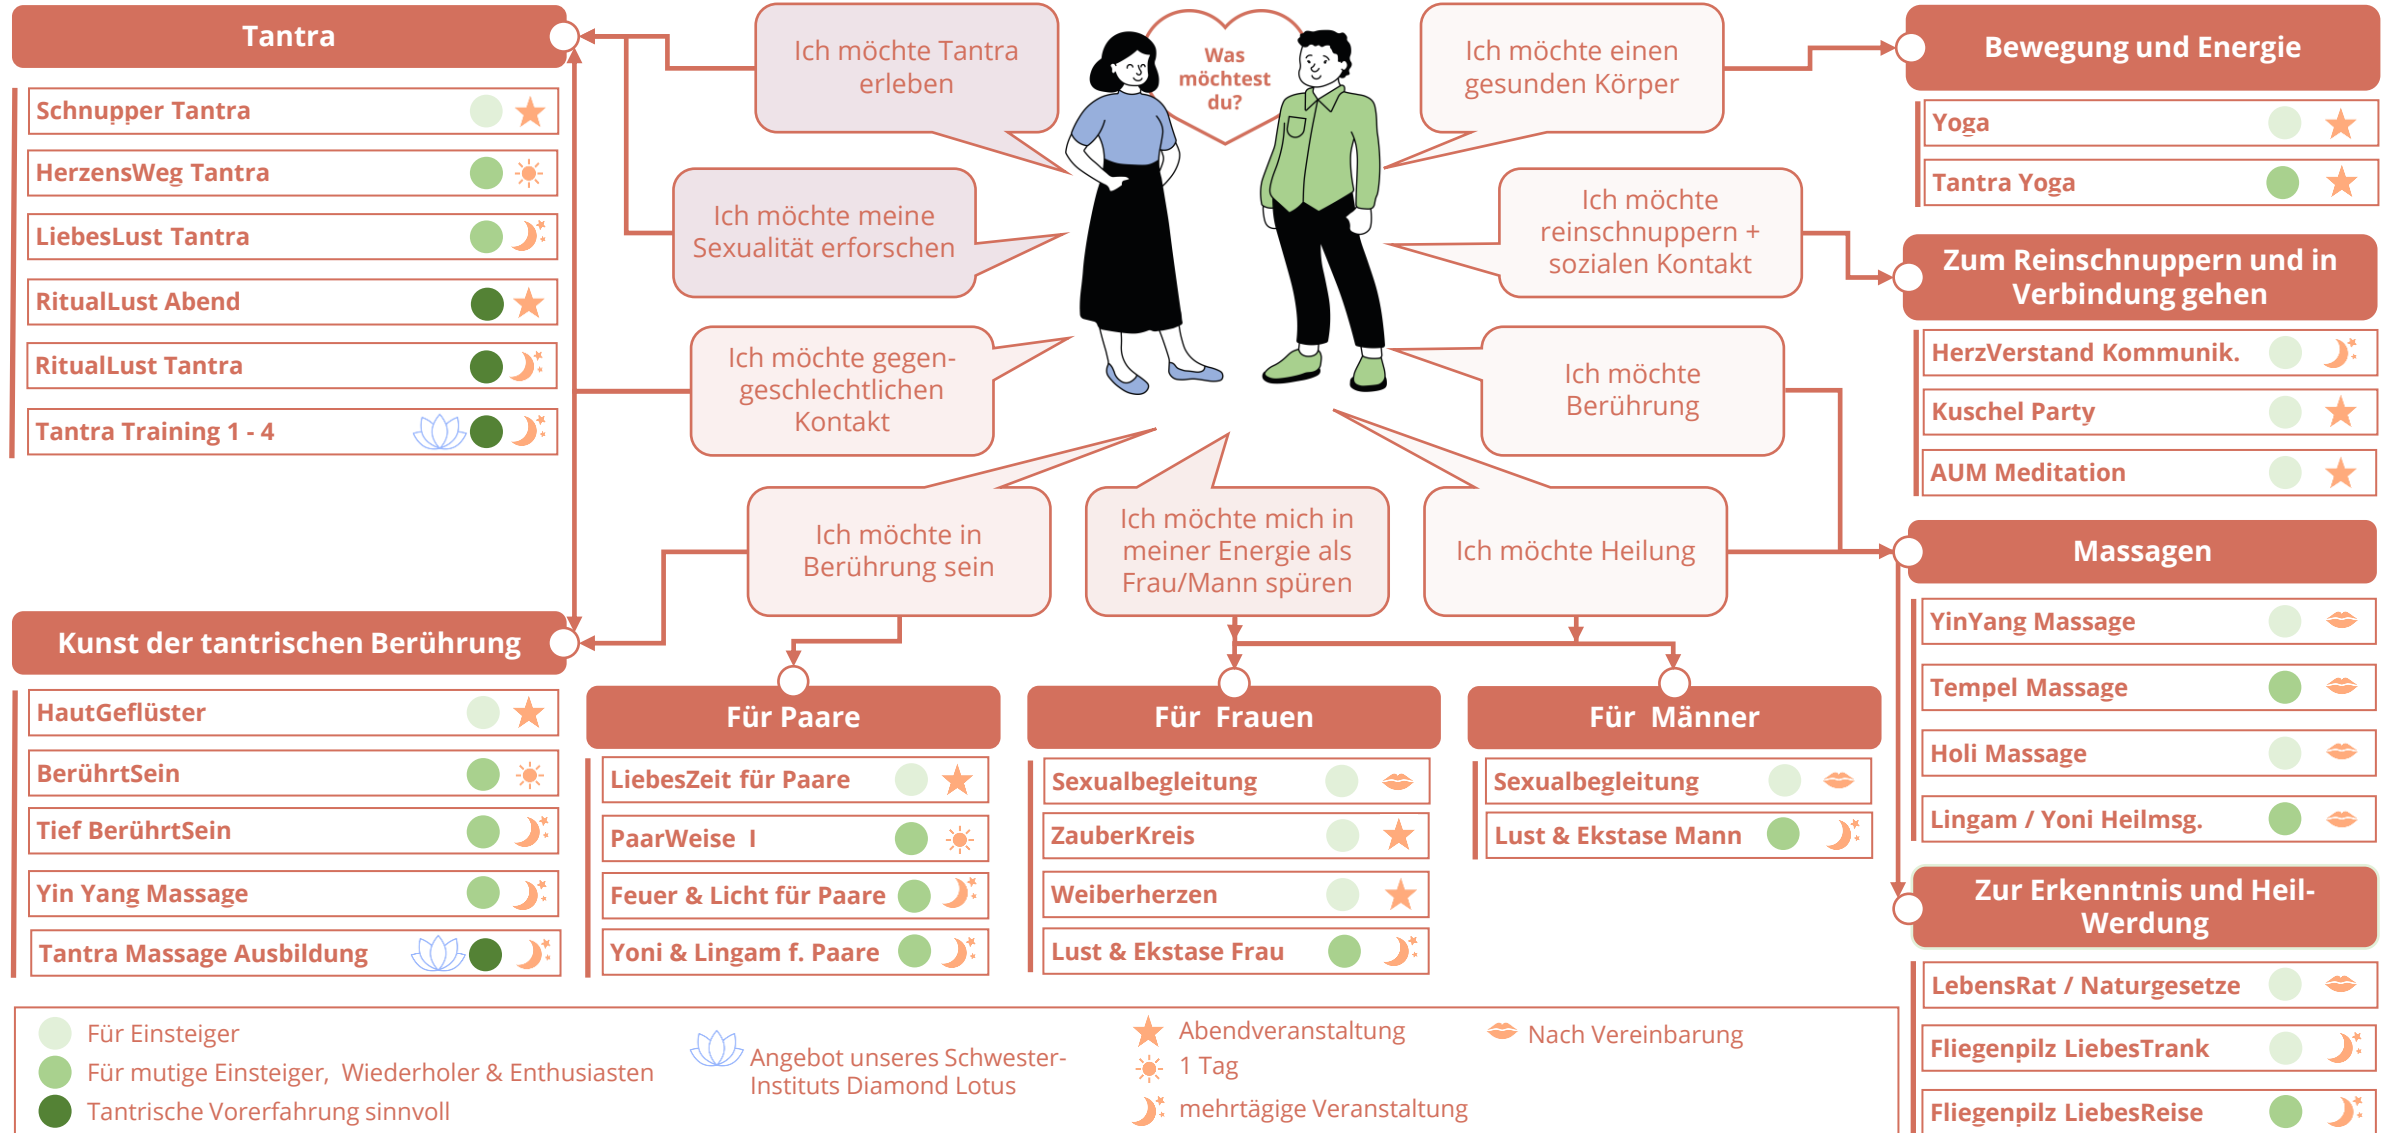 Tantra
Schnupper Tantra
HerzensWeg Tantra
LiebesLust Tantra
RitualLust Abend
RitualLust Tantra
Tantra Training 1 - 4
Ich möchte Tantra
erleben
Ich möchte meine
Sexualität erforschen
Ich möchte gegen-
geschlechtlichen
Kontakt
Was
möchtest
du?
Ich möchte einen
gesunden Körper
Ich möchte
reinschnuppern +
sozialen Kontakt
Ich möchte
Berührung
Ich möchte in
Berührung sein
Ich möchte mich in
meiner Energie als
Frau/Mann spüren
Ich möchte Heilung
Bewegung und Energie
Yoga
Tantra Yoga
Zum Reinschnuppern und in
Verbindung gehen
HerzVerstand Kommunik.
Kuschel Party
AUM Meditation
Massagen
YinYang Massage
Tempel Massage
Holi Massage
Lingam / Yoni Heilmsg.
Zur Erkenntnis und Heil-
Werdung
LebensRat / Naturgesetze
Fliegenpilz LiebesTrank
Fliegenpilz LiebesReise
Kunst der tantrischen Berührung
HautGeflüster
BerührtSein
Tief BerührtSein
Yin Yang Massage
Tantra Massage Ausbildung
Für Paare
LiebesZeit für Paare
PaarWeise I
Feuer & Licht für Paare
Yoni & Lingam f. Paare
Für Frauen
Sexualbegleitung
ZauberKreis
Weiberherzen
Lust & Ekstase Frau
Für Männer
Sexualbegleitung
Lust & Ekstase Mann
Für Einsteiger
Für mutige Einsteiger, Wiederholer & Enthusiasten
Tantrische Vorerfahrung sinnvoll
Angebot unseres Schwester-
Instituts Diamond Lotus
Abendveranstaltung
1 Tag
mehrtägige Veranstaltung
Nach Vereinbarung